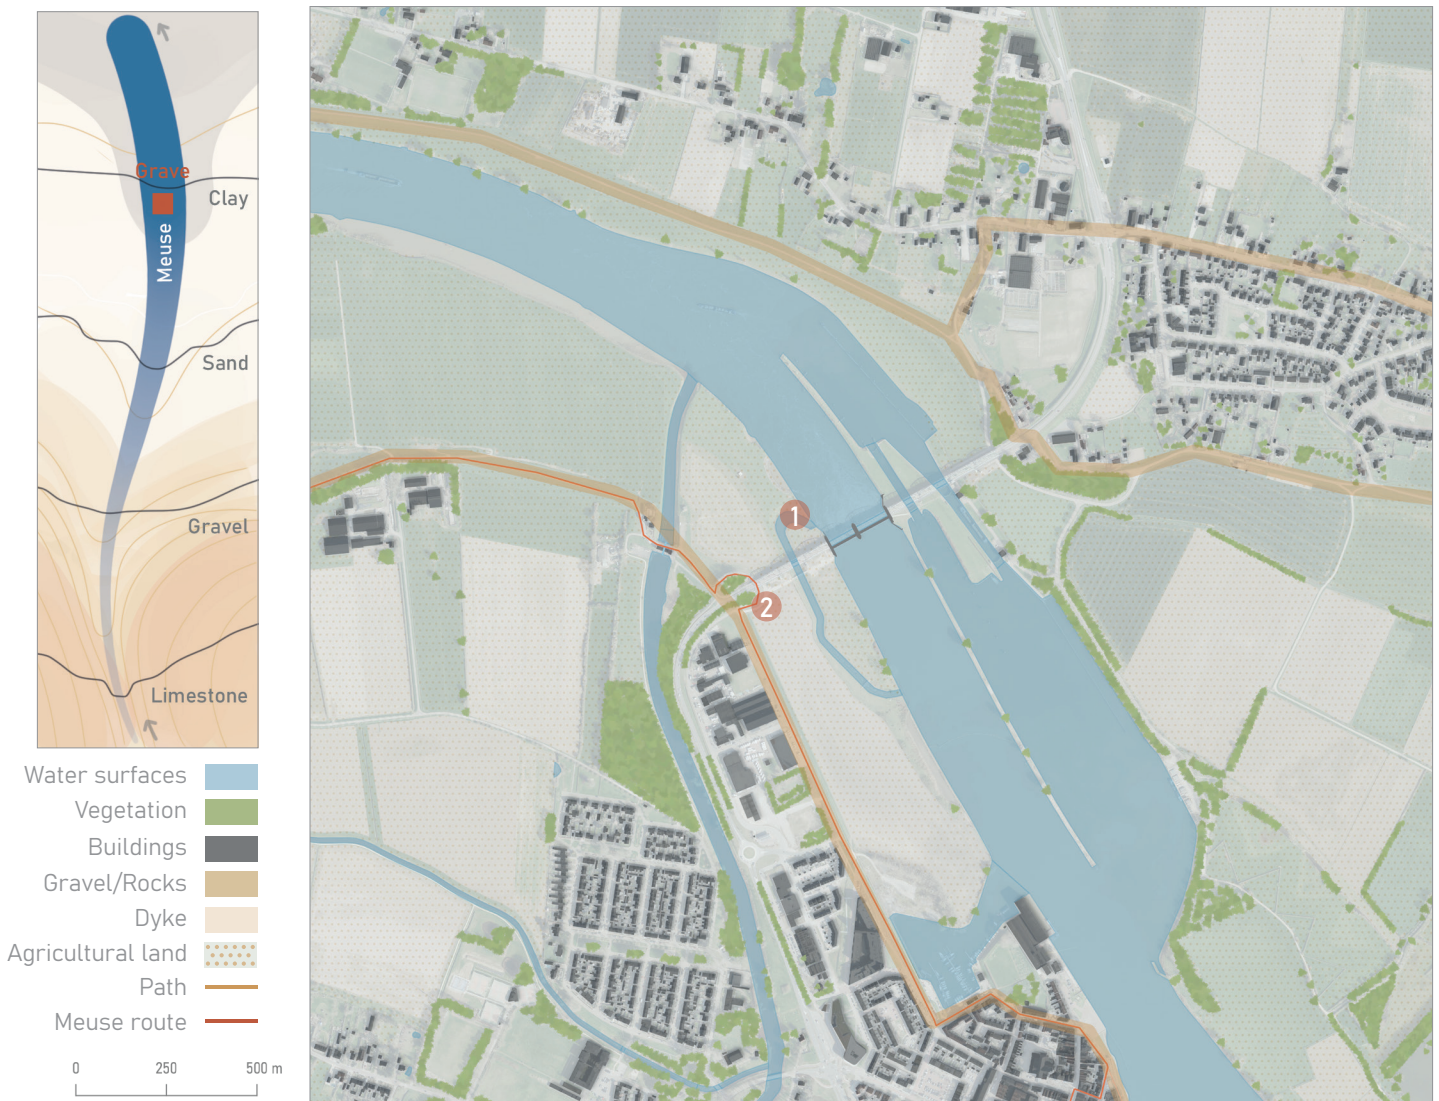 Grave
Clay
Meuse
Sand
Gravel
Limestone
Water surfaces
Vegetation
Buildings
Gravel/Rocks
Dyke
Agricultural land
Path
Meuse route
0 250 500 m
1
2